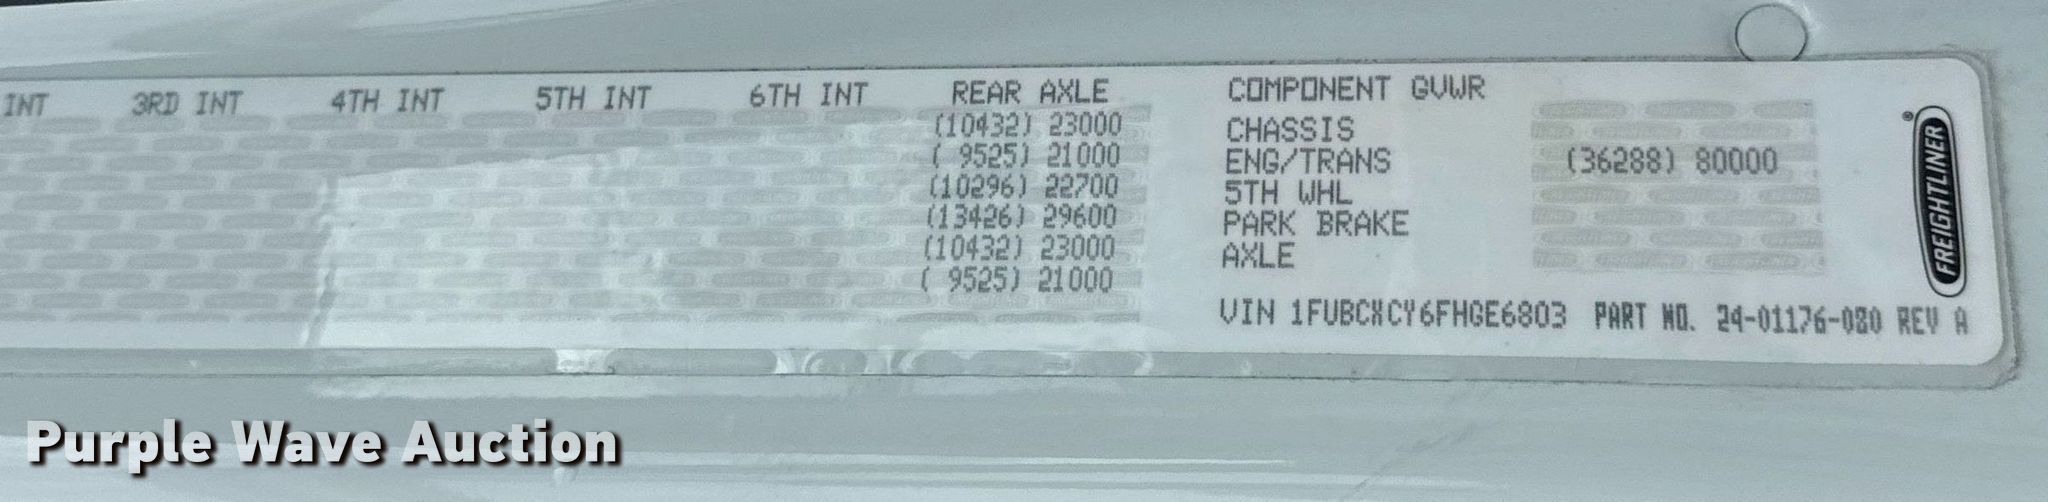 INT 3RD INT 4TH INT 5TH INT 6TH INT REAR AXLE COMPONENT GVWR
(10432) 23000 CHASSIS
( 9525) 21000 ENG/TRANS (36288) 80000
(10296) 22700 5TH WHL
(13426) 29600 PARK BRAKE
(10432) 23000 AXLE
( 9525) 21000
VIN 1FUBCXCY6FHGE6803 PART NO. 24-01176-080 REV A
FREIGHTLINER®
Purple Wave Auction